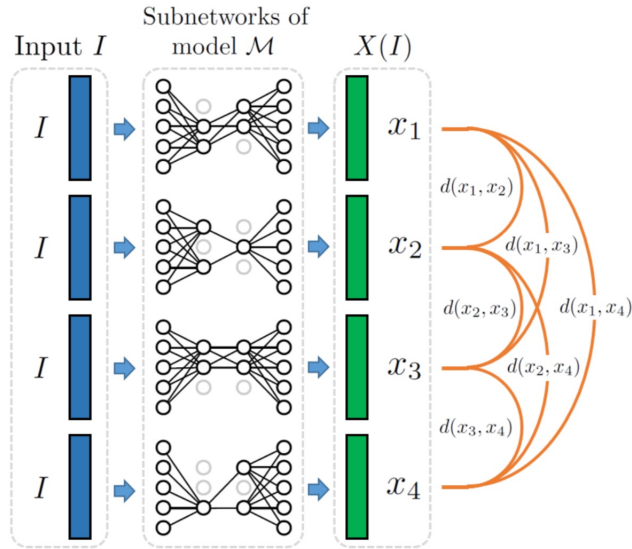 Input I
Subnetworks of
model ℳ
X(I)
I
x₁
I
x₂
I
x₃
I
x₄
d(x₁, x₂)
d(x₁, x₃)
d(x₂, x₃)
d(x₁, x₄)
d(x₂, x₄)
d(x₃, x₄)